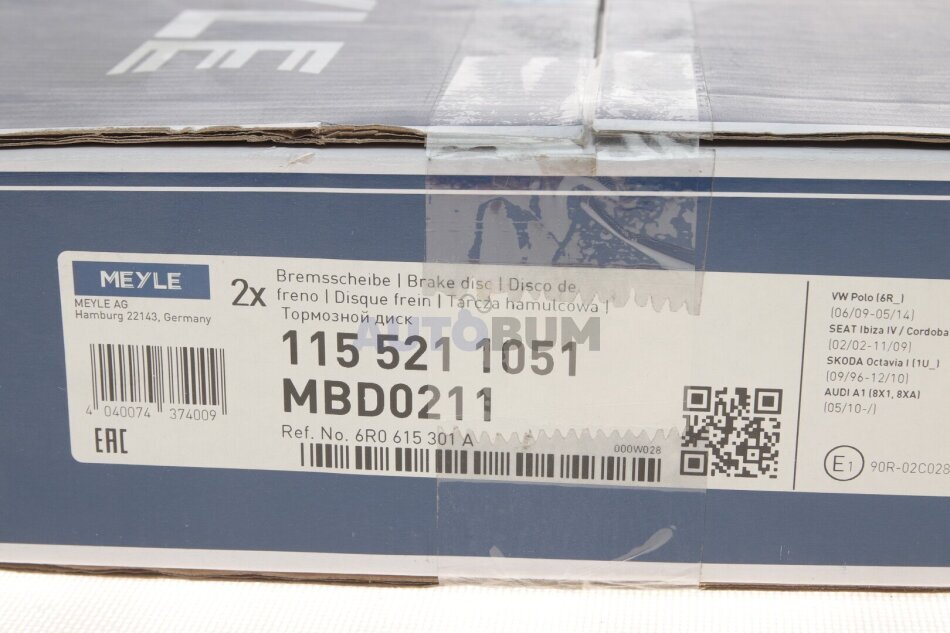 LE
MEYLE
MEYLE AG
Hamburg 22143, Germany
4 040074 374009
EAC
2x
Bremsscheibe | Brake disc | Disco de
freno | Disque frein | Tarcza hamulcowa |
Тормозной диск
AUTOBUM
115 521 1051
MBD0211
Ref. No. 6R0 615 301 A
000W028
VW Polo (6R_)
(06/09-05/14)
SEAT Ibiza IV / Cordoba
(02/02-11/09)
SKODA Octavia I (1U_)
(09/96-12/10)
AUDI A1 (8X1, 8XA)
(05/10-/)
E1 90R-02C028